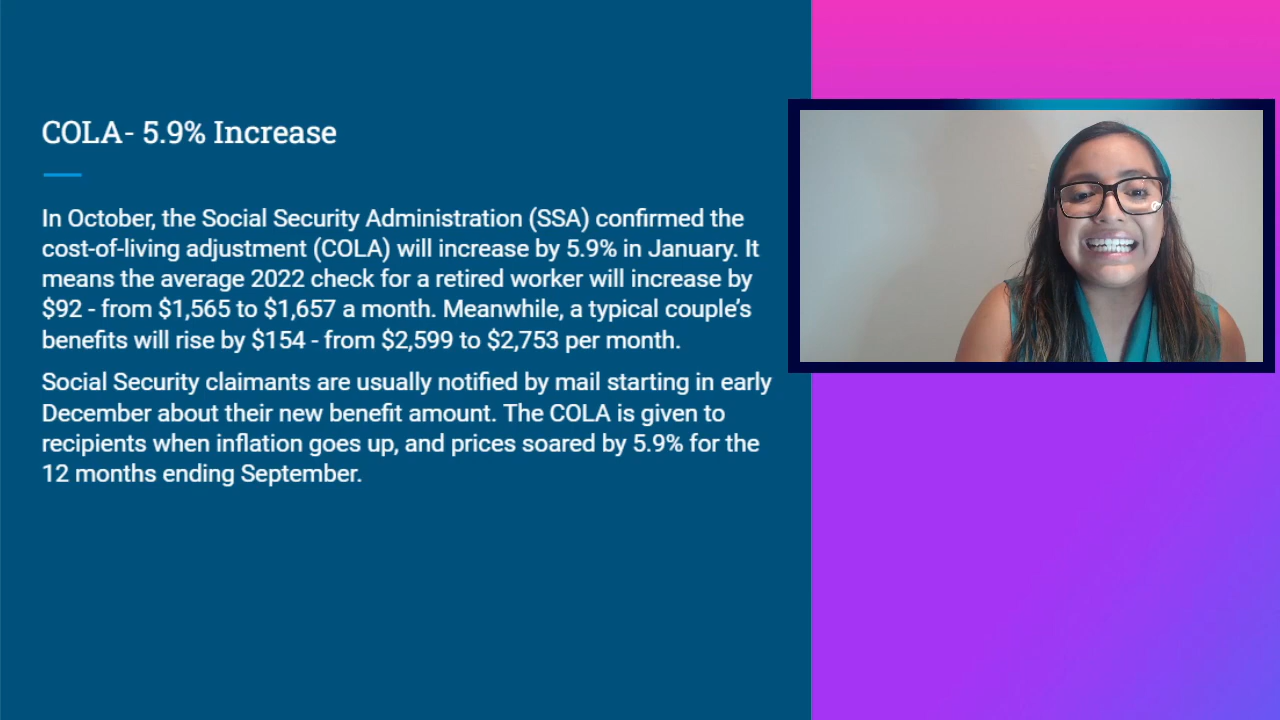 COLA- 5.9% Increase
In October, the Social Security Administration (SSA) confirmed the
cost-of-living adjustment (COLA) will increase by 5.9% in January. It
means the average 2022 check for a retired worker will increase by
$92 - from $1,565 to $1,657 a month. Meanwhile, a typical couple’s
benefits will rise by $154 - from $2,599 to $2,753 per month.
Social Security claimants are usually notified by mail starting in early
December about their new benefit amount. The COLA is given to
recipients when inflation goes up, and prices soared by 5.9% for the
12 months ending September.